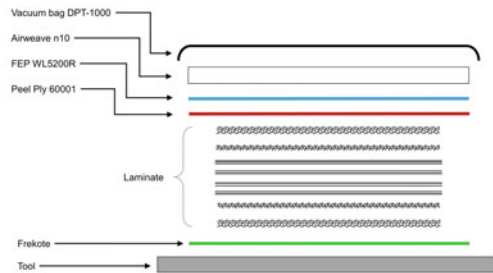 Vacuum bag DPT-1000
Airweave n10
FEP WL5200R
Peel Ply 60001
Laminate
Frekote
Tool